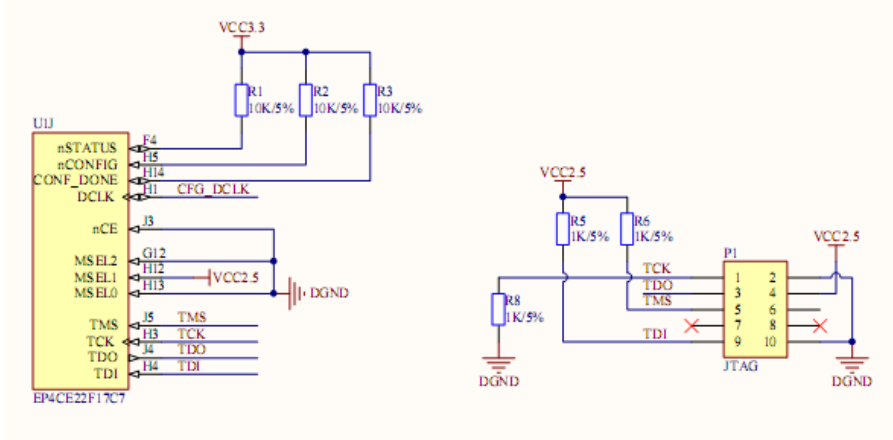 VCC3.3
R1
10K/5%
R2
10K/5%
R3
10K/5%
U1J
nSTATUS F4
nCONFIG H5
CONF_DONE H14
DCLK H1 CFG_DCLK
nCE J3
MSEL2 G12
MSEL1 H12 VCC2.5
MSEL0 H13 DGND
TMS J5 TMS
TCK H3 TCK
TDO J4 TDO
TDI H4 TDI
EP4CE22F17C7
VCC2.5
R5
1K/5%
R6
1K/5%
VCC2.5
P1
TCK 1 2
TDO 3 4
TMS 5 6
7 8
TDI 9 10
R8
1K/5%
JTAG
DGND
DGND